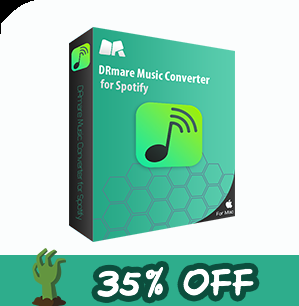 DRmare Music Converter
for Spotify
DRmare Music Converter for Spotify
For Mac
35% OFF